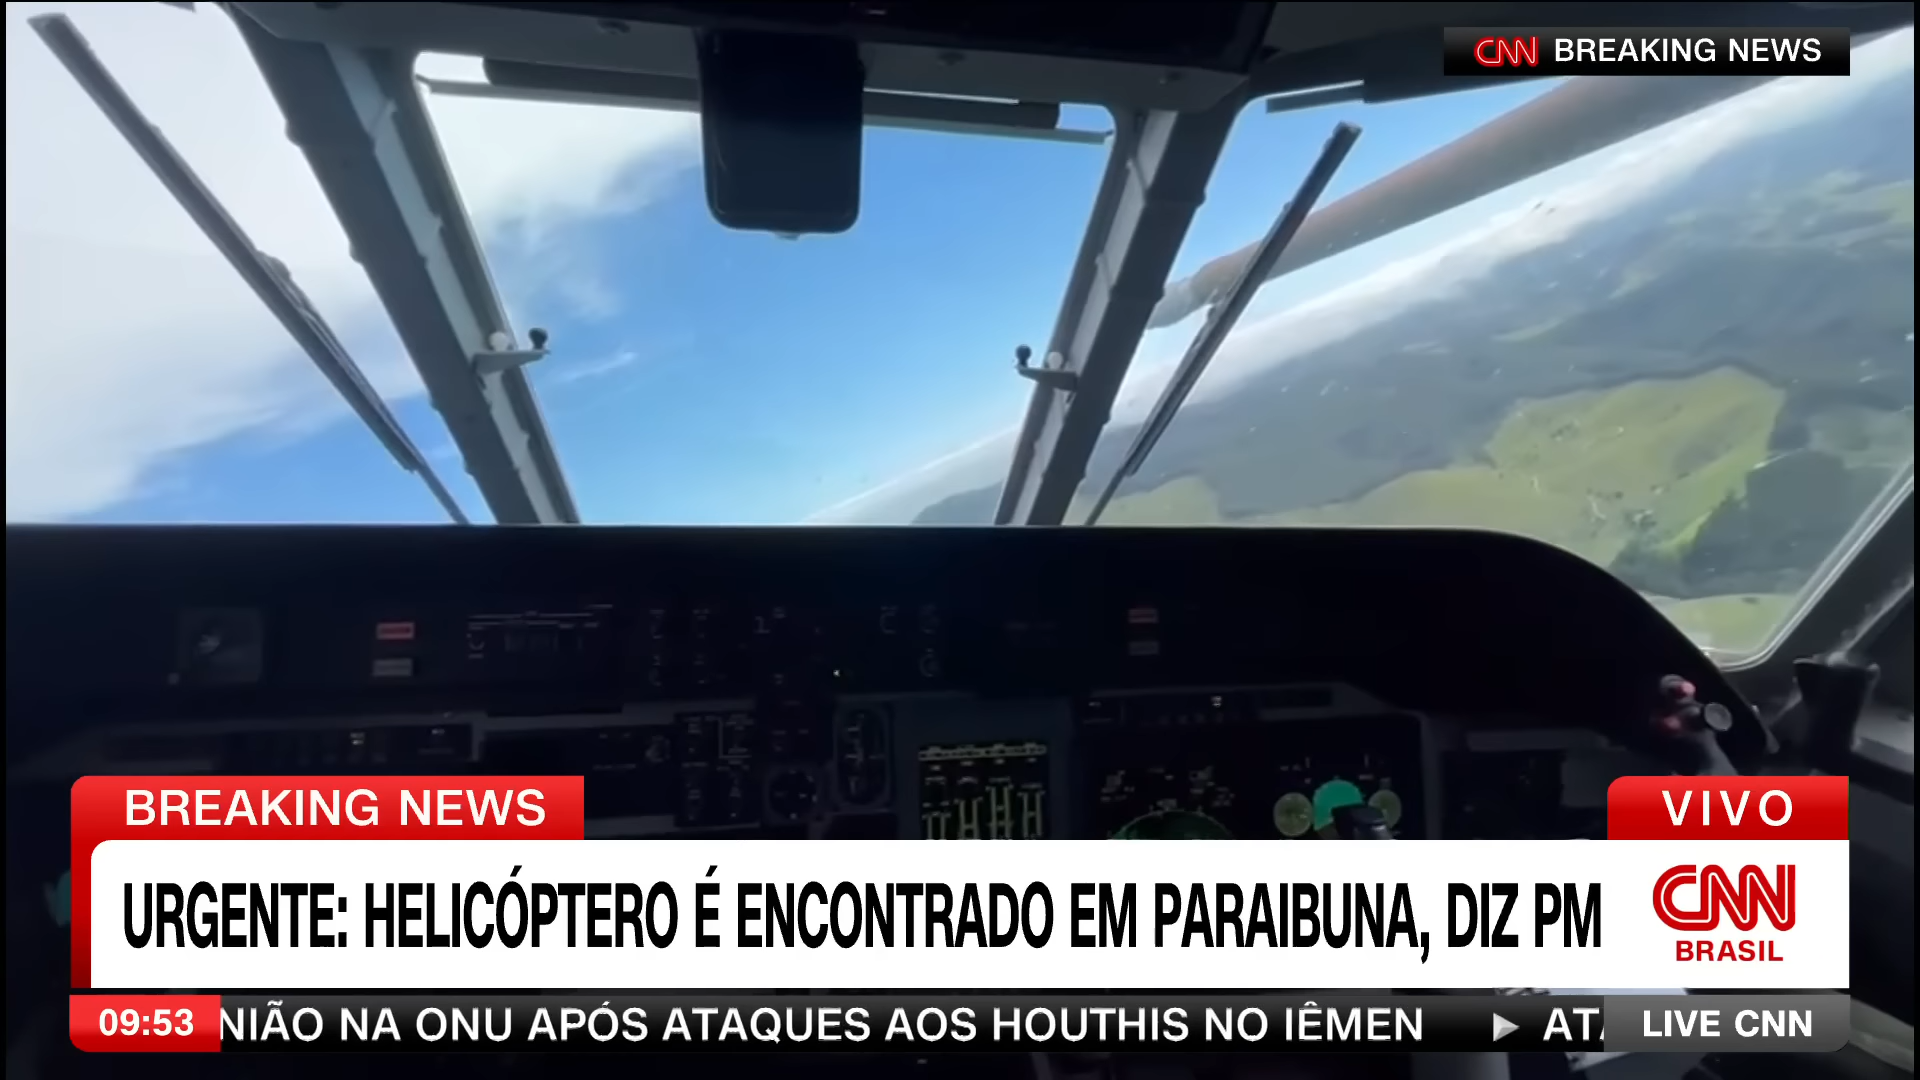 CNN BREAKING NEWS
BREAKING NEWS
VIVO
URGENTE: HELICÓPTERO É ENCONTRADO EM PARAIBUNA, DIZ PM
CNN
BRASIL
09:53
NIÃO NA ONU APÓS ATAQUES AOS HOUTHIS NO IÊMEN ▶ ATA
LIVE CNN